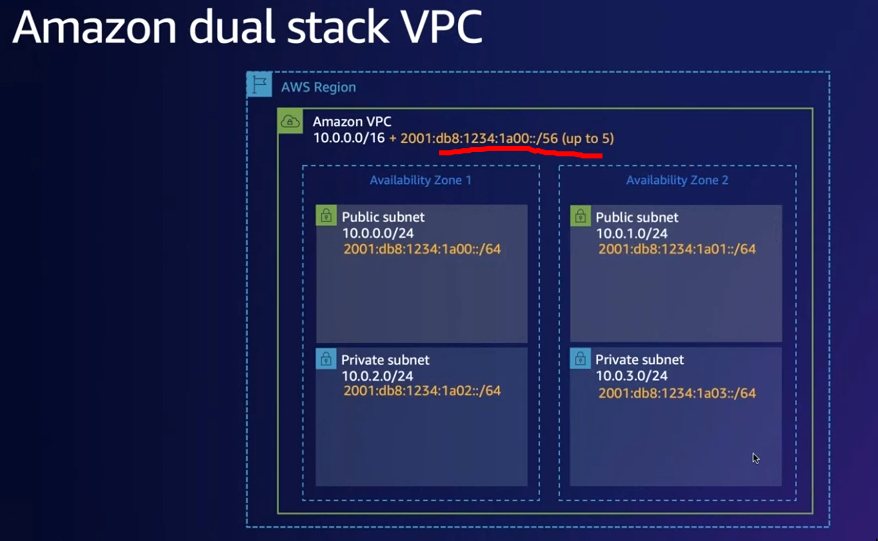 Amazon dual stack VPC
AWS Region
Amazon VPC
10.0.0.0/16 + 2001:db8:1234:1a00::/56 (up to 5)
Availability Zone 1
Public subnet
10.0.0.0/24
2001:db8:1234:1a00::/64
Private subnet
10.0.2.0/24
2001:db8:1234:1a02::/64
Availability Zone 2
Public subnet
10.0.1.0/24
2001:db8:1234:1a01::/64
Private subnet
10.0.3.0/24
2001:db8:1234:1a03::/64